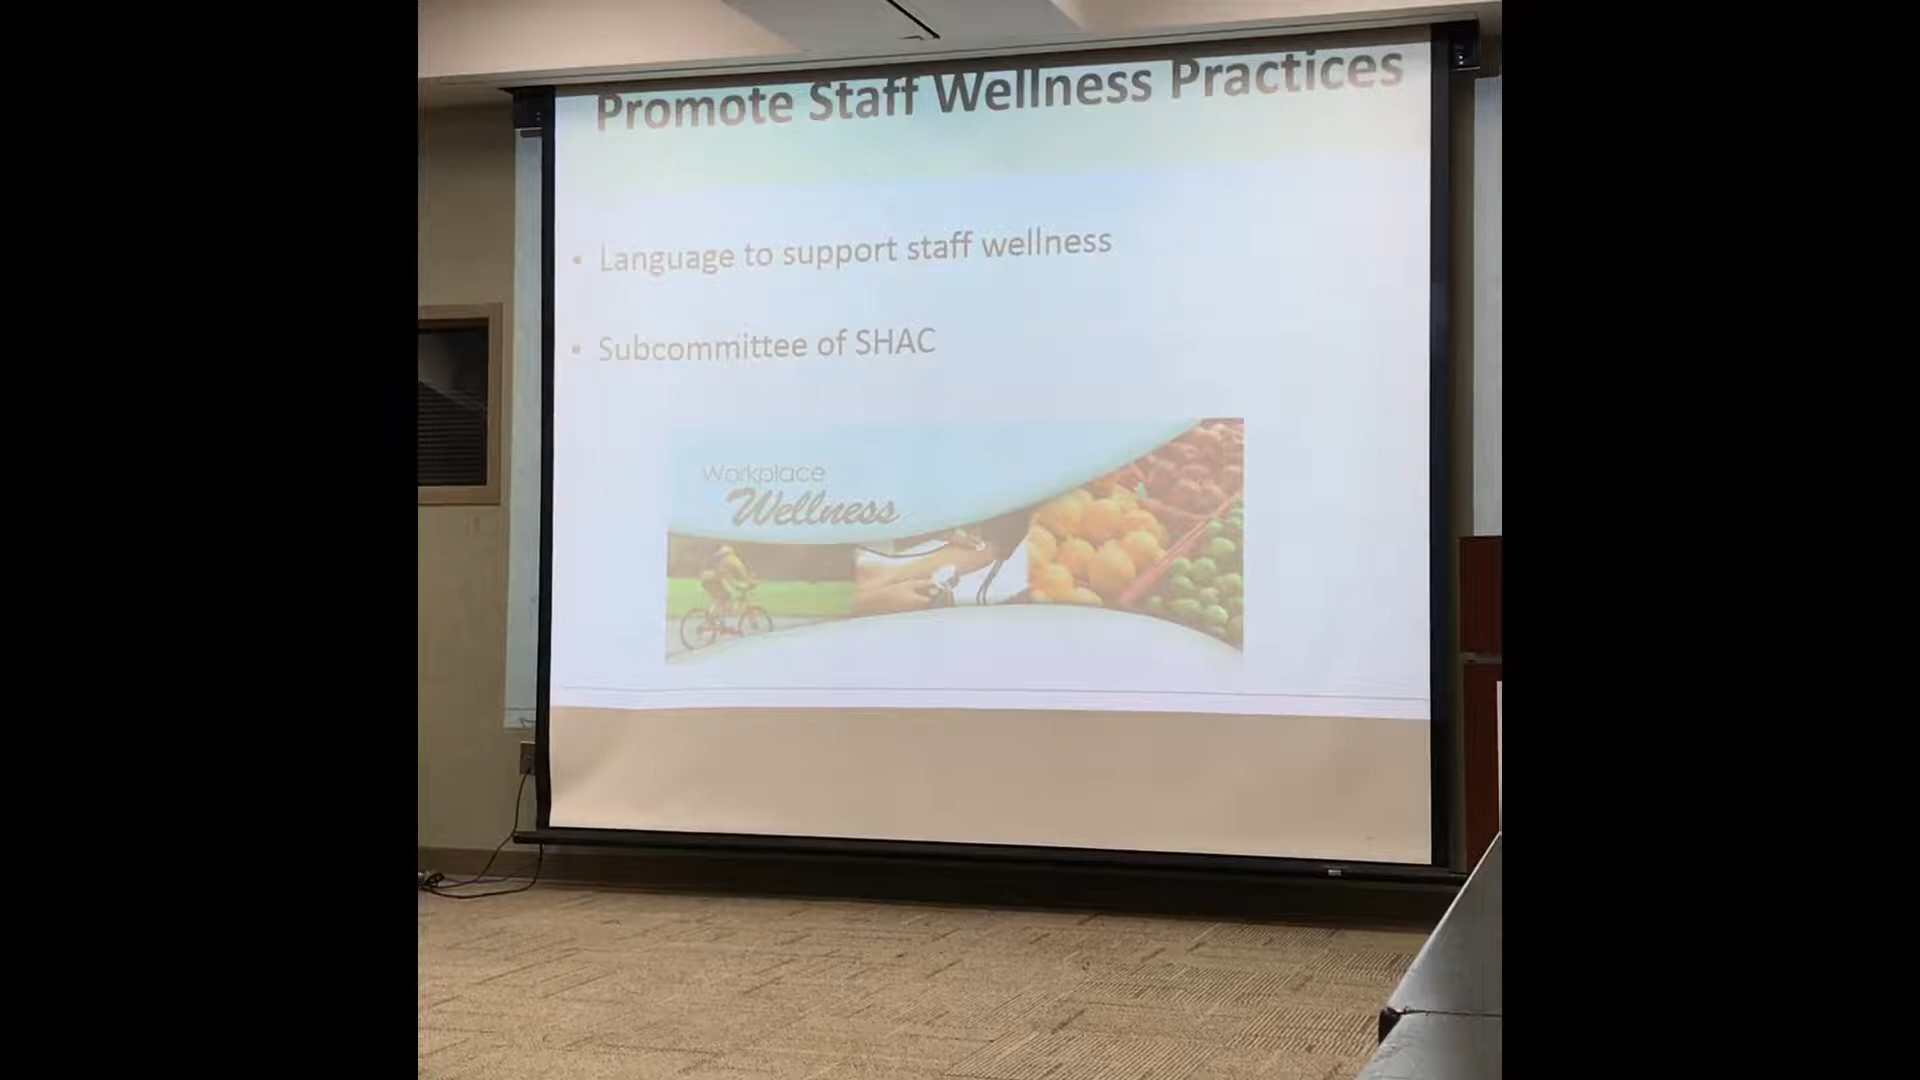 Promote Staff Wellness Practices
• Language to support staff wellness
• Subcommittee of SHAC
Workplace
Wellness